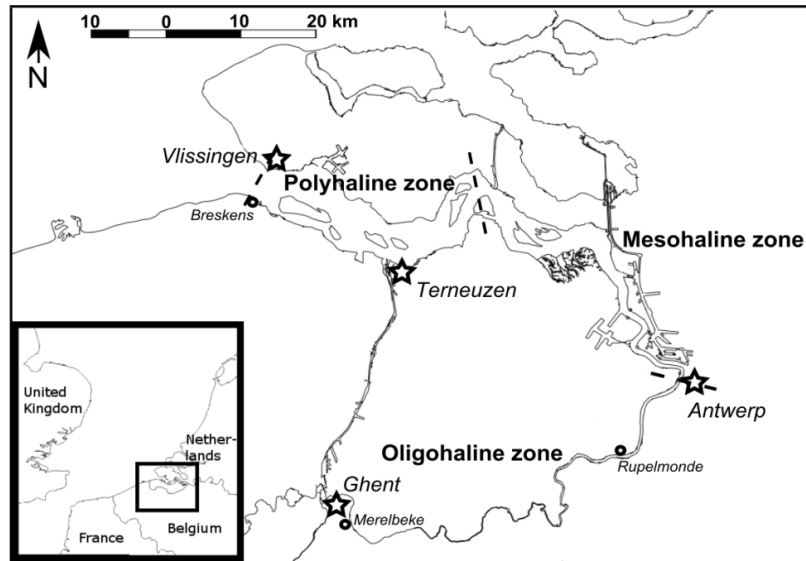 10 0 10 20 km
N
Vlissingen
Polyhaline zone
Breskens
Mesohaline zone
Terneuzen
Antwerp
Oligohaline zone
Rupelmonde
Ghent
Merelbeke
United
Kingdom
Nether-
lands
France
Belgium